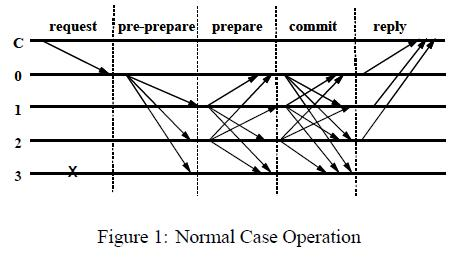 request pre-prepare prepare commit reply
C
0
1
2
3 X
Figure 1: Normal Case Operation